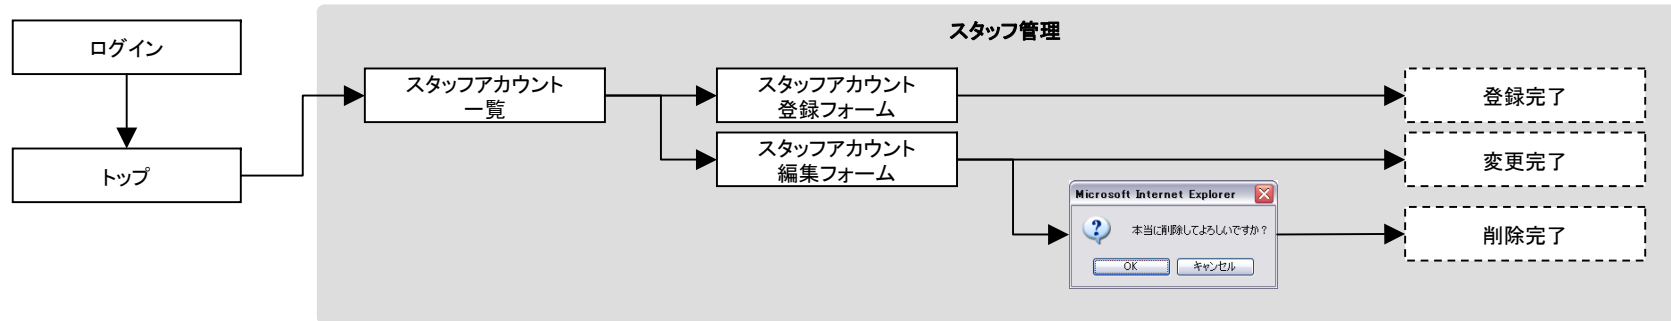 スタッフ管理
ログイン
トップ
スタッフアカウント
一覧
スタッフアカウント
登録フォーム
登録完了
スタッフアカウント
編集フォーム
変更完了
Microsoft Internet Explorer
本当に削除してよろしいですか？
OK
キャンセル
削除完了